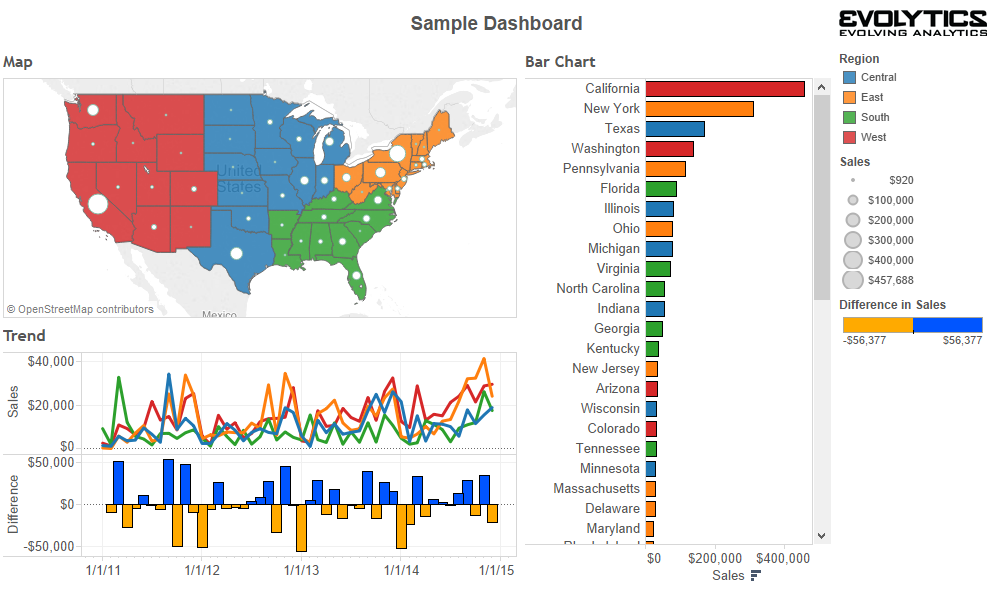 Sample Dashboard
EVOLYTICS
EVOLVING ANALYTICS
Map
United
States
Mexico
© OpenStreetMap contributors
Trend
Sales
$40,000
$20,000
$0
Difference
$50,000
$0
-$50,000
1/1/11
1/1/12
1/1/13
1/1/14
1/1/15
Bar Chart
California
New York
Texas
Washington
Pennsylvania
Florida
Illinois
Ohio
Michigan
Virginia
North Carolina
Indiana
Georgia
Kentucky
New Jersey
Arizona
Wisconsin
Colorado
Tennessee
Minnesota
Massachusetts
Delaware
Maryland
Rhode Island
$0
$200,000
$400,000
Sales
Region
Central
East
South
West
Sales
$920
$100,000
$200,000
$300,000
$400,000
$457,688
Difference in Sales
-$56,377
$56,377